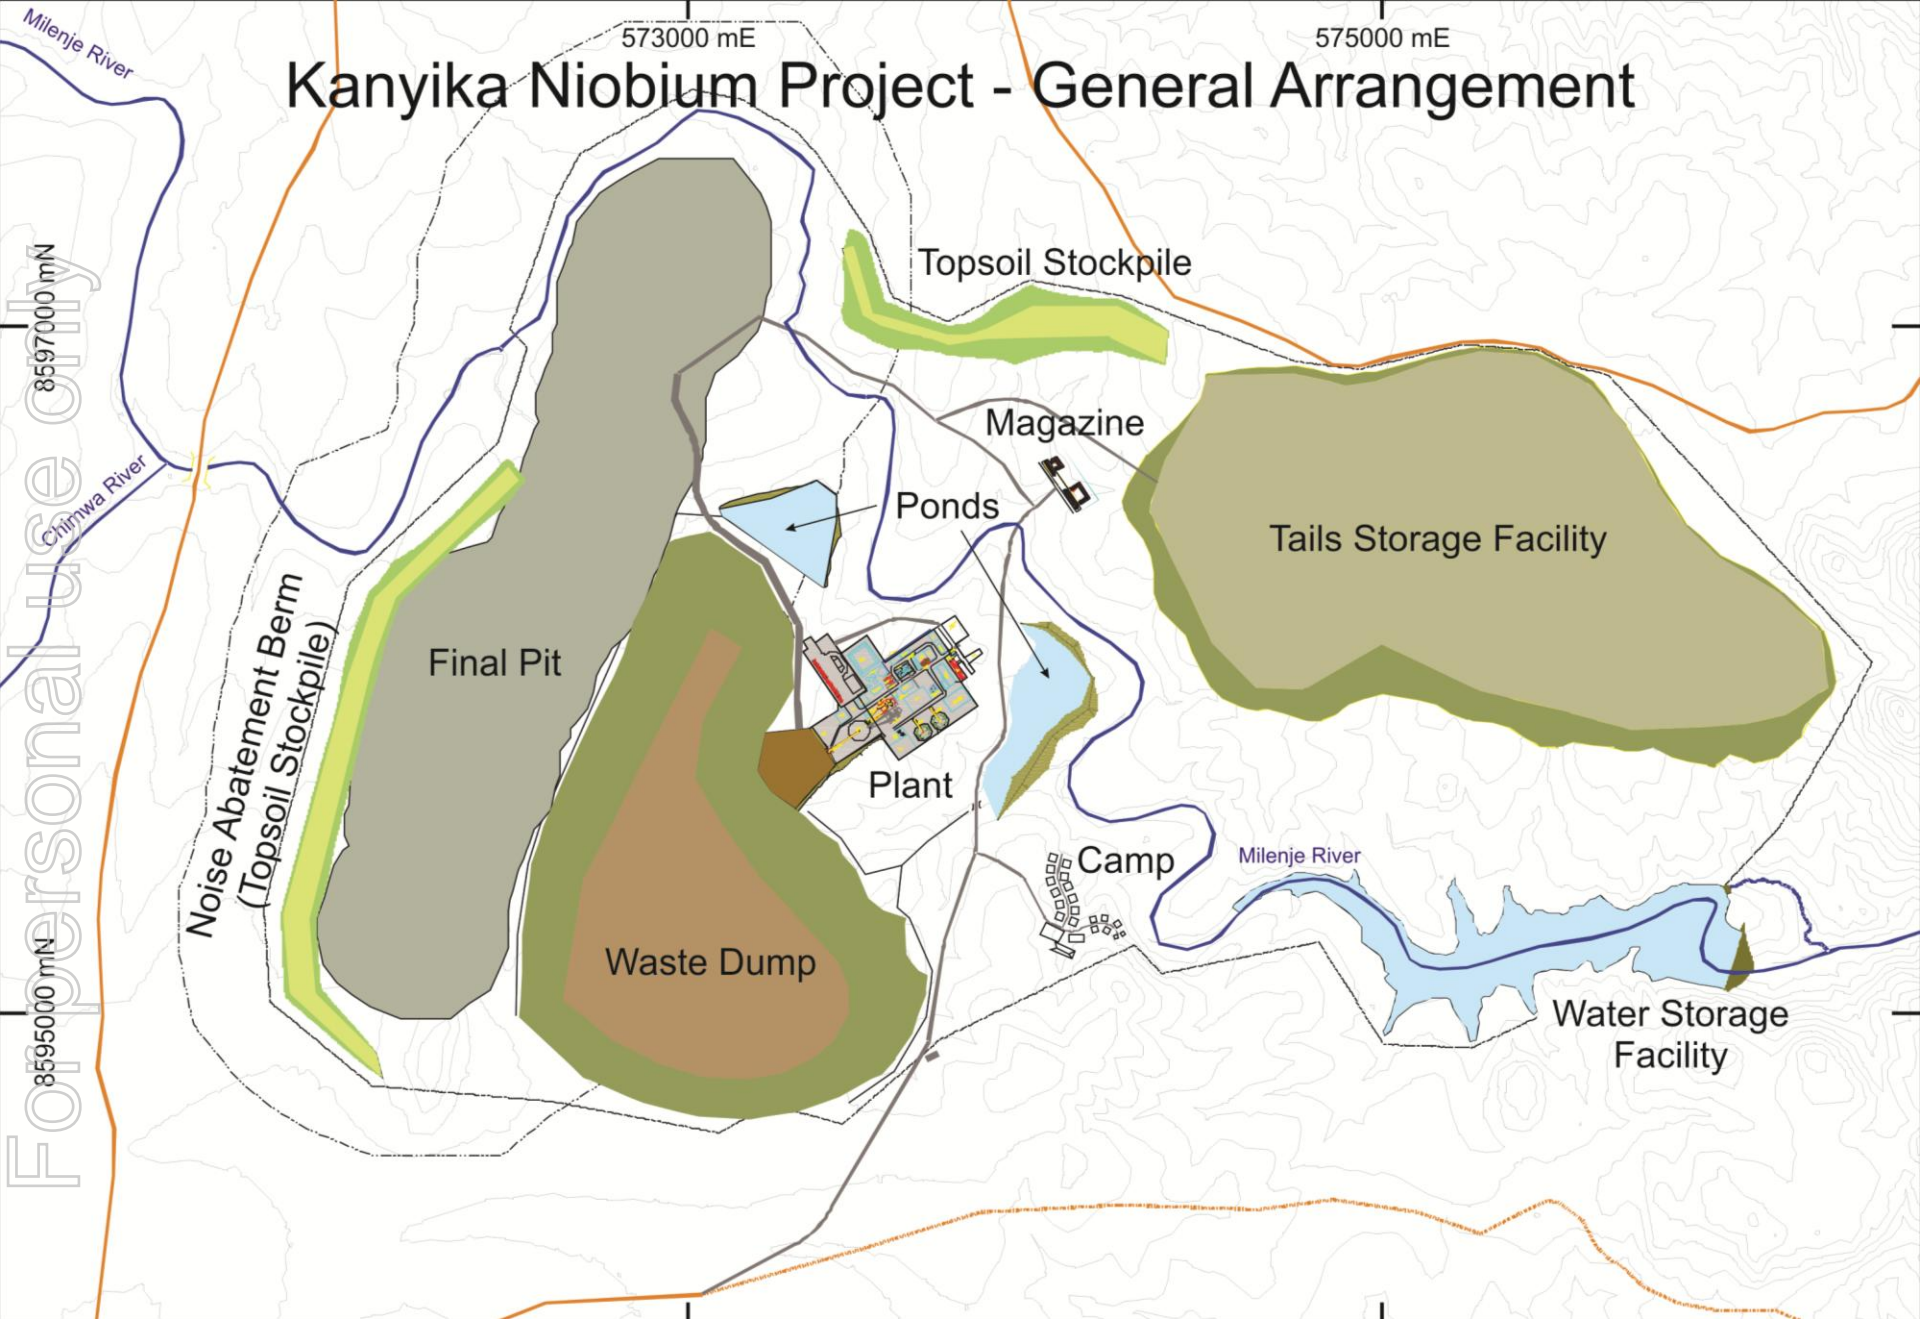 573000 mE
575000 mE
Kanyika Niobium Project - General Arrangement
Milenje River
8597000 mN
Topsoil Stockpile
Magazine
Chimwa River
Ponds
Tails Storage Facility
Noise Abatement Berm
(Topsoil Stockpile)
Final Pit
Plant
Camp
Milenje River
Waste Dump
8595000 mN
Water Storage
Facility
For personal use only